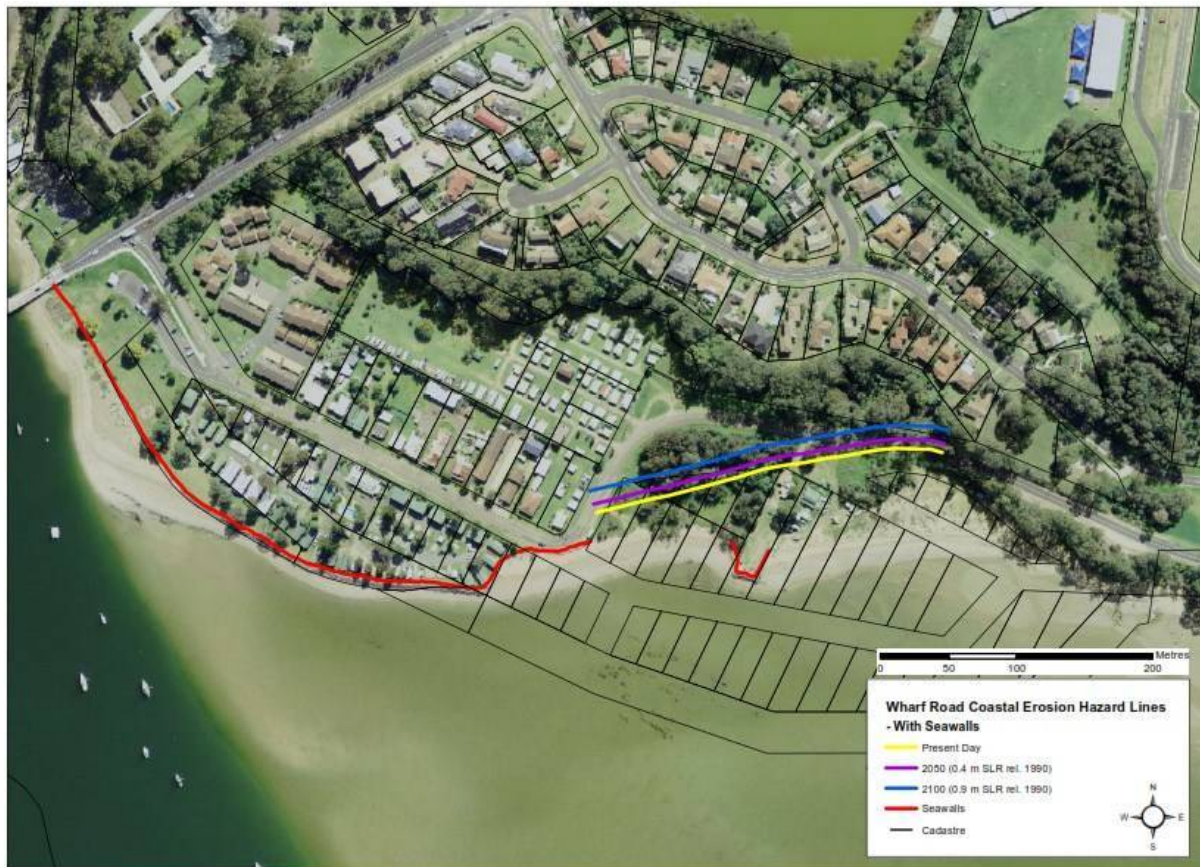 Metres
0 50 100 200
Wharf Road Coastal Erosion Hazard Lines
- With Seawalls
Present Day
2050 (0.4 m SLR rel. 1990)
2100 (0.9 m SLR rel. 1990)
Seawalls
Cadastre
N
W E
S